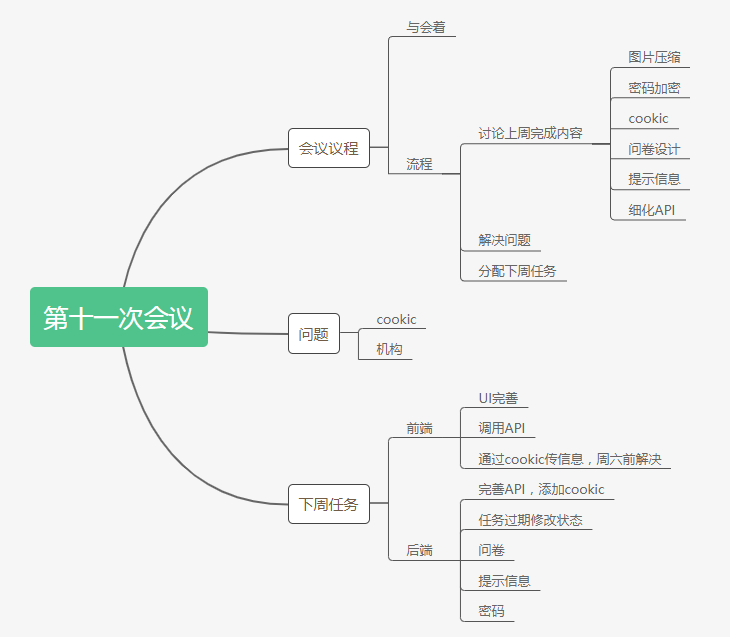 第十一次会议
会议议程
与会着
流程
讨论上周完成内容
图片压缩
密码加密
cookic
问卷设计
提示信息
细化API
解决问题
分配下周任务
问题
cookic
机构
下周任务
前端
UI完善
调用API
通过cookic传信息，周六前解决
后端
完善API，添加cookic
任务过期修改状态
问卷
提示信息
密码